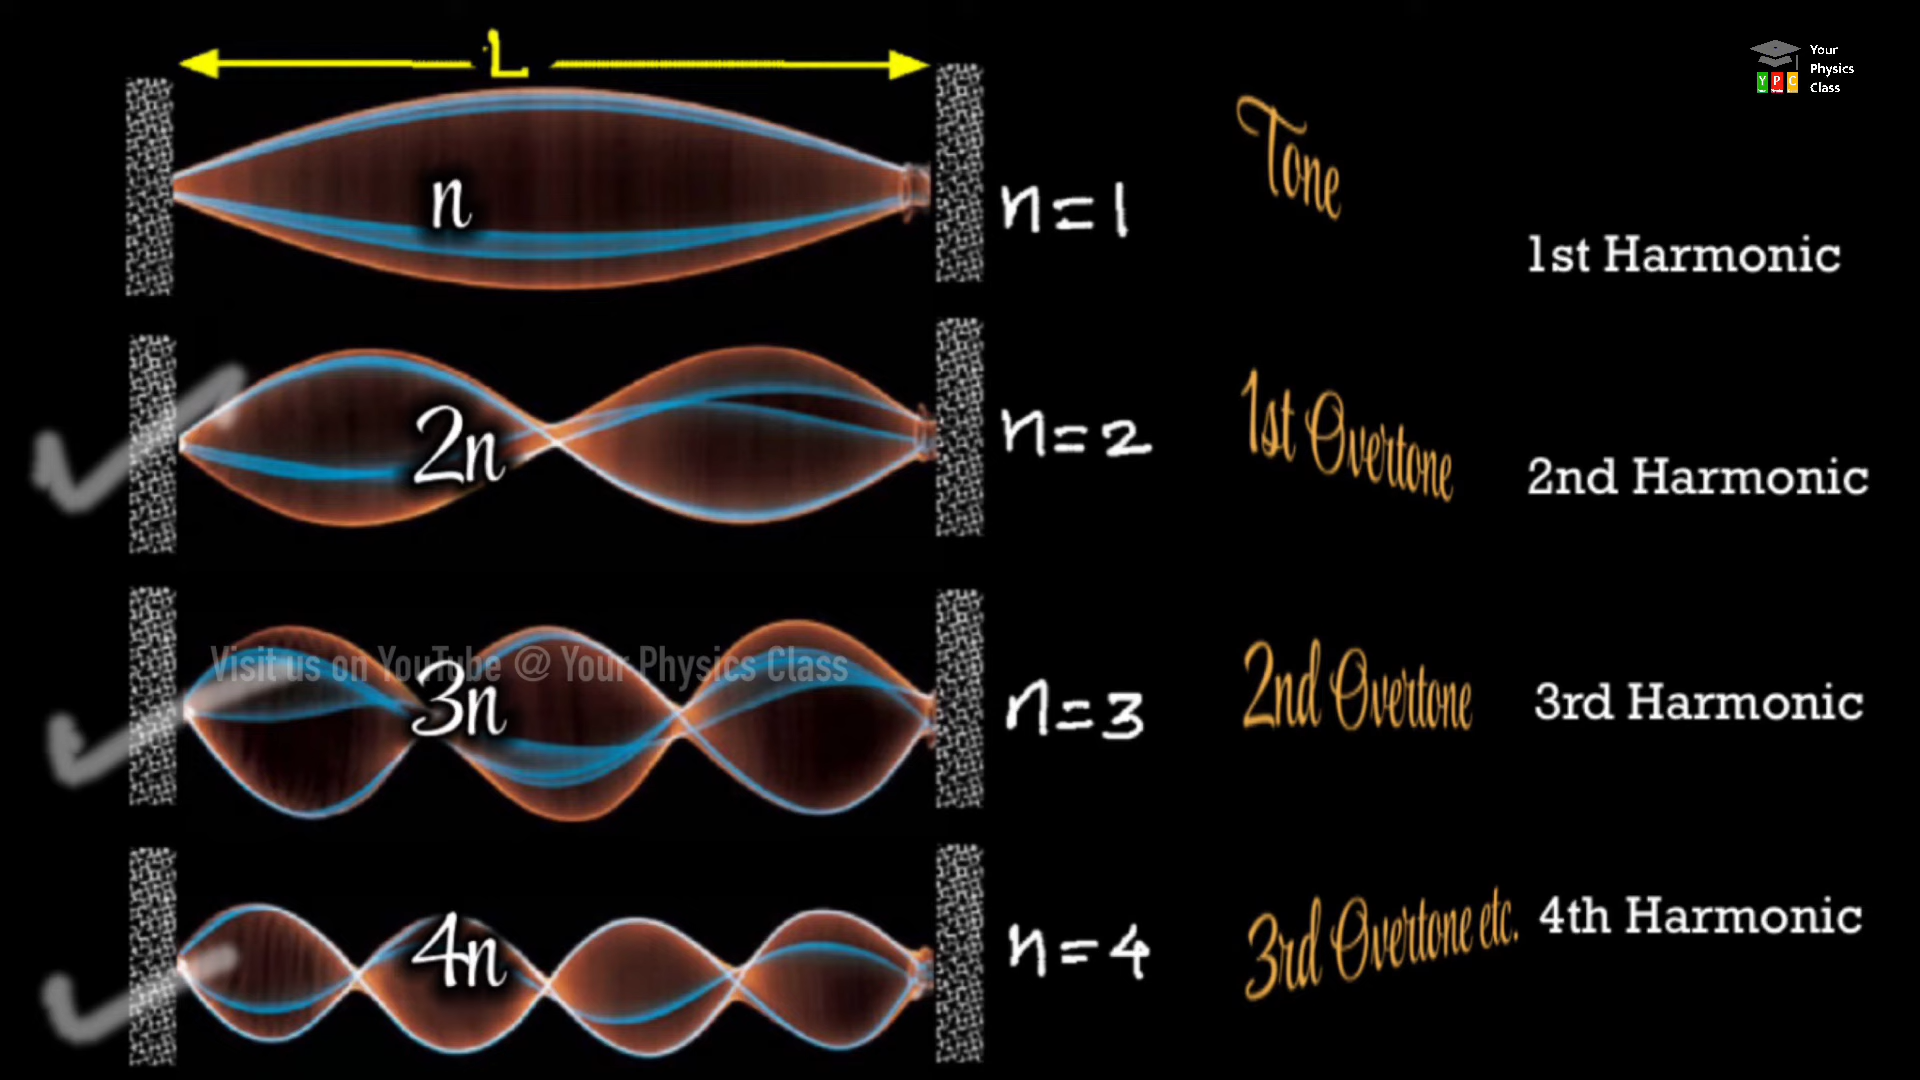 L
Your
Physics
Class
Y P C
n
n=1
Tone
1st Harmonic
2n
n=2
1st Overtone
2nd Harmonic
Visit us on YouTube @ Your Physics Class
3n
n=3
2nd Overtone
3rd Harmonic
4n
n=4
3rd Overtone etc.
4th Harmonic